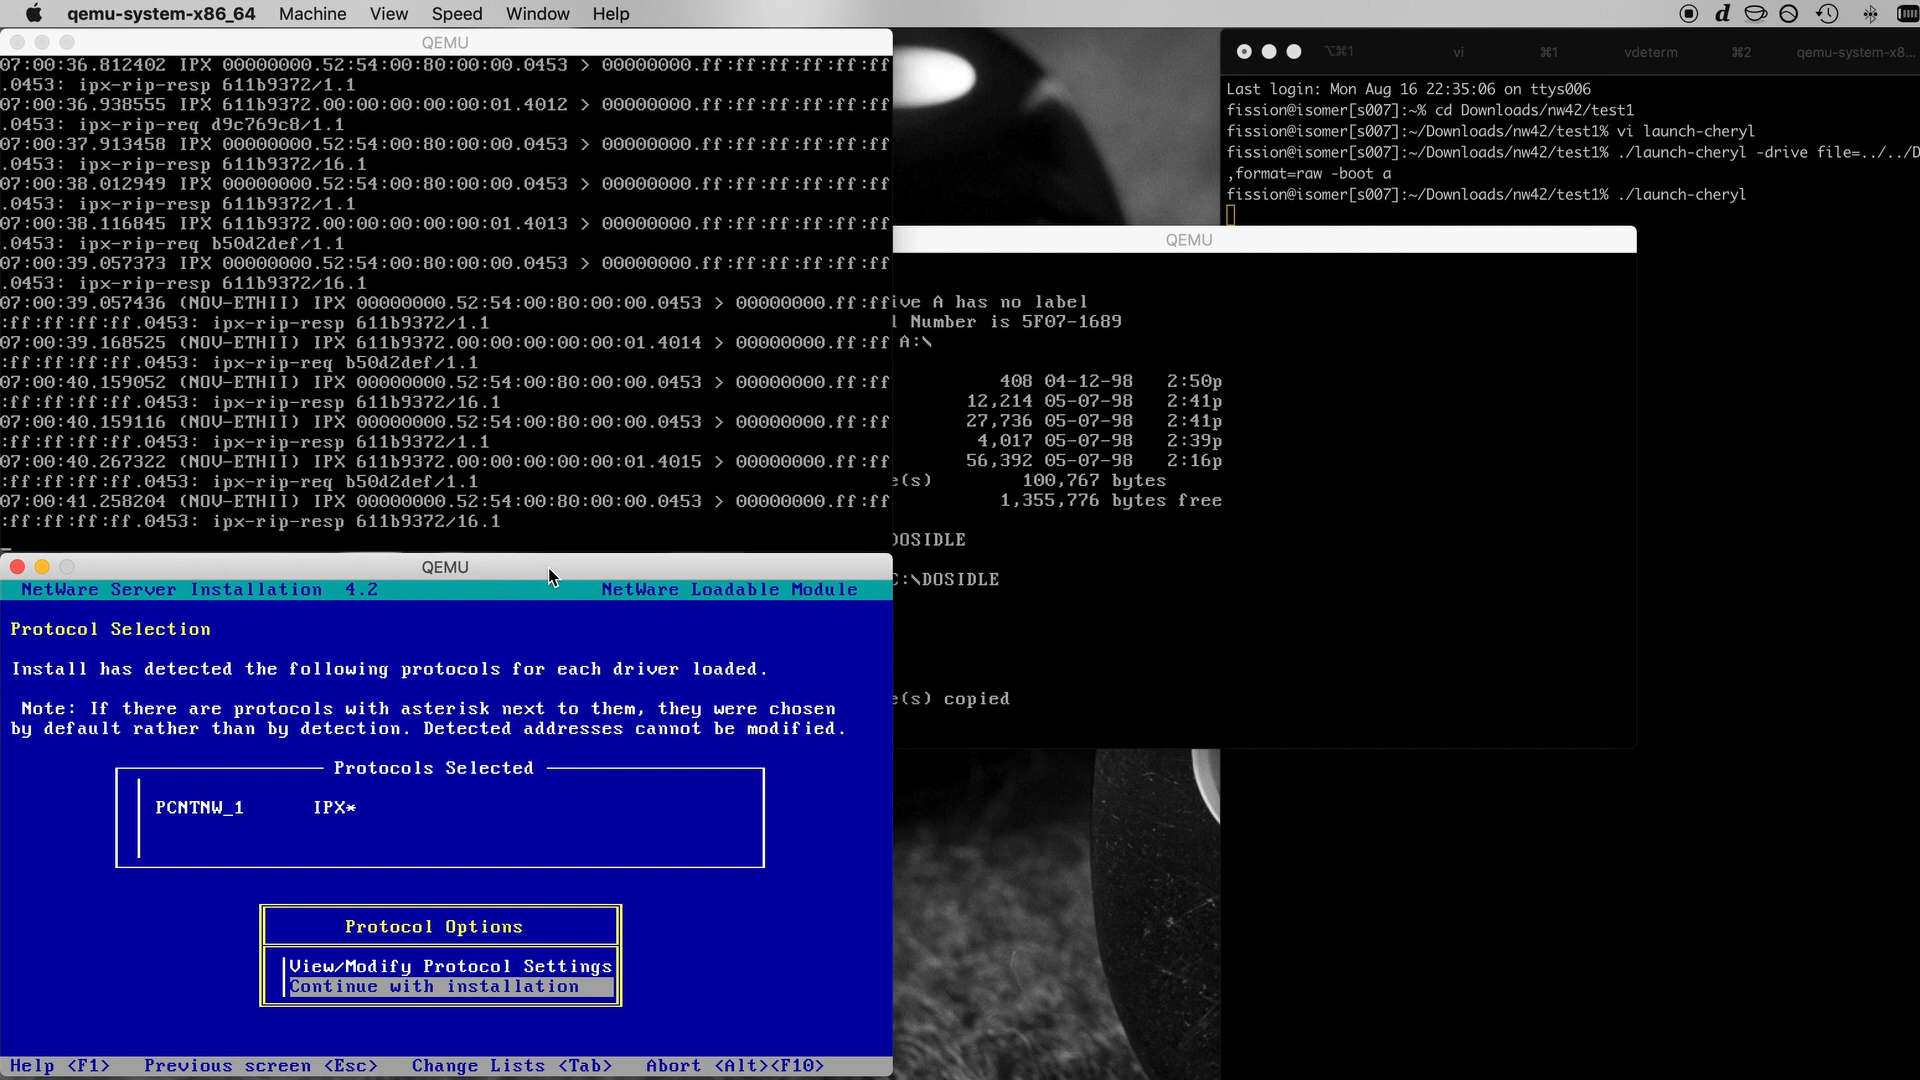 qemu-system-x86_64 Machine View Speed Window Help
QEMU
07:00:36.812402 IPX 00000000.52:54:00:80:00:00.0453 > 00000000.ff:ff:ff:ff:ff:ff
.0453: ipx-rip-resp 611b9372/1.1
07:00:36.938555 IPX 611b9372.00:00:00:00:00:01.4012 > 00000000.ff:ff:ff:ff:ff:ff
.0453: ipx-rip-req d9c769c8/1.1
07:00:37.913458 IPX 00000000.52:54:00:80:00:00.0453 > 00000000.ff:ff:ff:ff:ff:ff
.0453: ipx-rip-resp 611b9372/16.1
07:00:38.012949 IPX 00000000.52:54:00:80:00:00.0453 > 00000000.ff:ff:ff:ff:ff:ff
.0453: ipx-rip-resp 611b9372/1.1
07:00:38.116845 IPX 611b9372.00:00:00:00:00:01.4013 > 00000000.ff:ff:ff:ff:ff:ff
.0453: ipx-rip-req b50d2def/1.1
07:00:39.057373 IPX 00000000.52:54:00:80:00:00.0453 > 00000000.ff:ff:ff:ff:ff:ff
.0453: ipx-rip-resp 611b9372/16.1
07:00:39.057436 (NOV-ETHII) IPX 00000000.52:54:00:80:00:00.0453 > 00000000.ff:ff
:ff:ff:ff:ff.0453: ipx-rip-resp 611b9372/1.1
07:00:39.168525 (NOV-ETHII) IPX 611b9372.00:00:00:00:00:01.4014 > 00000000.ff:ff
:ff:ff:ff:ff.0453: ipx-rip-req b50d2def/1.1
07:00:40.159052 (NOV-ETHII) IPX 00000000.52:54:00:80:00:00.0453 > 00000000.ff:ff
:ff:ff:ff:ff.0453: ipx-rip-resp 611b9372/16.1
07:00:40.159116 (NOV-ETHII) IPX 00000000.52:54:00:80:00:00.0453 > 00000000.ff:ff
:ff:ff:ff:ff.0453: ipx-rip-resp 611b9372/1.1
07:00:40.267322 (NOV-ETHII) IPX 611b9372.00:00:00:00:00:01.4015 > 00000000.ff:ff
:ff:ff:ff:ff.0453: ipx-rip-req b50d2def/1.1
07:00:41.258204 (NOV-ETHII) IPX 00000000.52:54:00:80:00:00.0453 > 00000000.ff:ff
:ff:ff:ff:ff.0453: ipx-rip-resp 611b9372/16.1
_
⌥⌘1 vi ⌘1 vdeterm ⌘2 qemu-system-x8...
Last login: Mon Aug 16 22:35:06 on ttys006
fission@isomer[s007]:~% cd Downloads/nw42/test1
fission@isomer[s007]:~/Downloads/nw42/test1% vi launch-cheryl
fission@isomer[s007]:~/Downloads/nw42/test1% ./launch-cheryl -drive file=../../D
,format=raw -boot a
fission@isomer[s007]:~/Downloads/nw42/test1% ./launch-cheryl
QEMU
ive A has no label
l Number is 5F07-1689
A:\
408 04-12-98 2:50p
12,214 05-07-98 2:41p
27,736 05-07-98 2:41p
4,017 05-07-98 2:39p
56,392 05-07-98 2:16p
e(s) 100,767 bytes
1,355,776 bytes free
DOSIDLE
C:\DOSIDLE
e(s) copied
QEMU
NetWare Server Installation 4.2 NetWare Loadable Module
Protocol Selection
Install has detected the following protocols for each driver loaded.
Note: If there are protocols with asterisk next to them, they were chosen
by default rather than by detection. Detected addresses cannot be modified.
Protocols Selected
PCNTNW_1 IPX*
Protocol Options
View/Modify Protocol Settings
Continue with installation
Help <F1> Previous screen <Esc> Change Lists <Tab> Abort <Alt><F10>